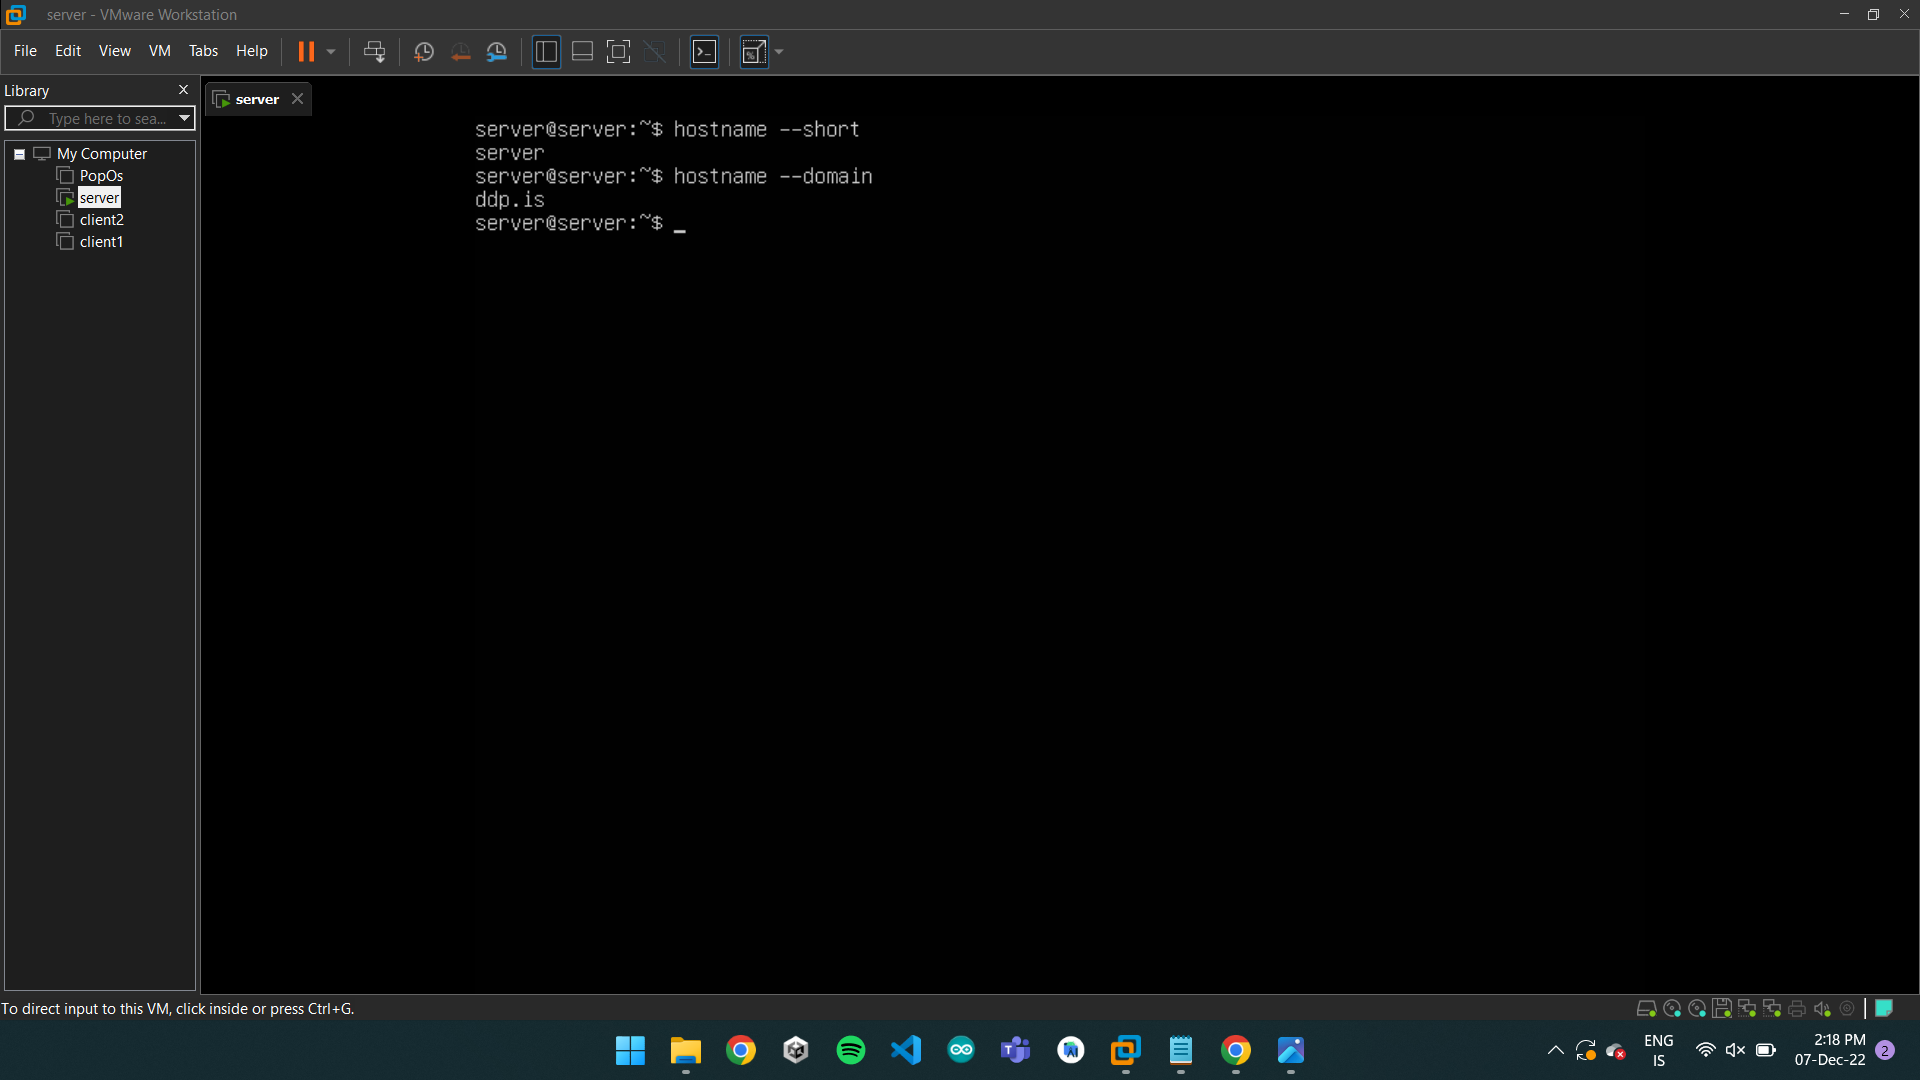 server - VMware Workstation
File Edit View VM Tabs Help
Library
Type here to sea...
My Computer
PopOs
server
client2
client1
server
server@server:~$ hostname --short
server
server@server:~$ hostname --domain
ddp.is
server@server:~$ _
To direct input to this VM, click inside or press Ctrl+G.
ENG
IS
2:18 PM
07-Dec-22
2